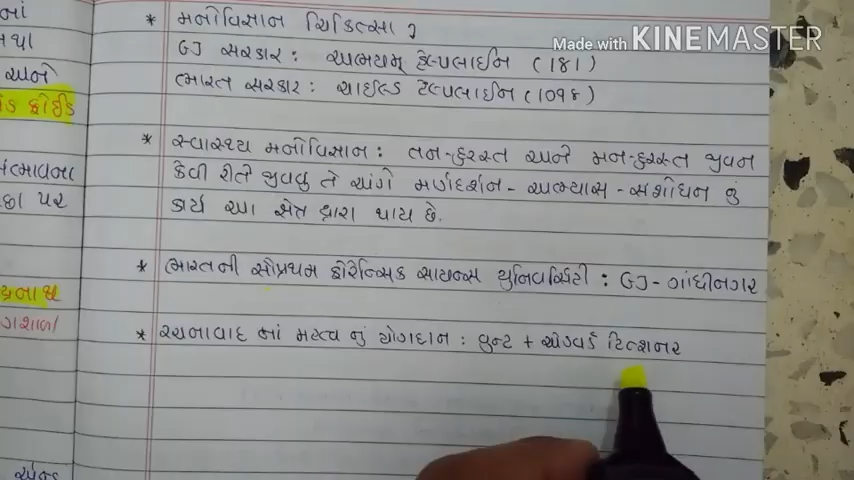 * મનોવિજ્ઞાન ચિકિત્સા ?
Made with KINEMASTER
GJ સરકાર : અભયમ્ હેલ્પલાઈન (181)
ભારત સરકાર : ચાઈલ્ડ હેલ્પલાઈન (1098)
* સ્વાસ્થ્ય મનોવિજ્ઞાન : તન-દુરસ્ત અને મન-દુરસ્ત જીવન
કેવી રીતે જીવવુ તે અંગે માર્ગદર્શન - અભ્યાસ - સંશોધન નું
કાર્ય આ ક્ષેત્ર દ્વારા થાય છે.
* ભારતની સૌપ્રથમ ફોરેન્સિક સાયન્સ યુનિવર્સિટી : GJ - ગાંધીનગર
* રચનાવાદ માં મહત્વ નું યોગદાન : વુન્ટ + એડવર્ડ ટિત્શનર
અને